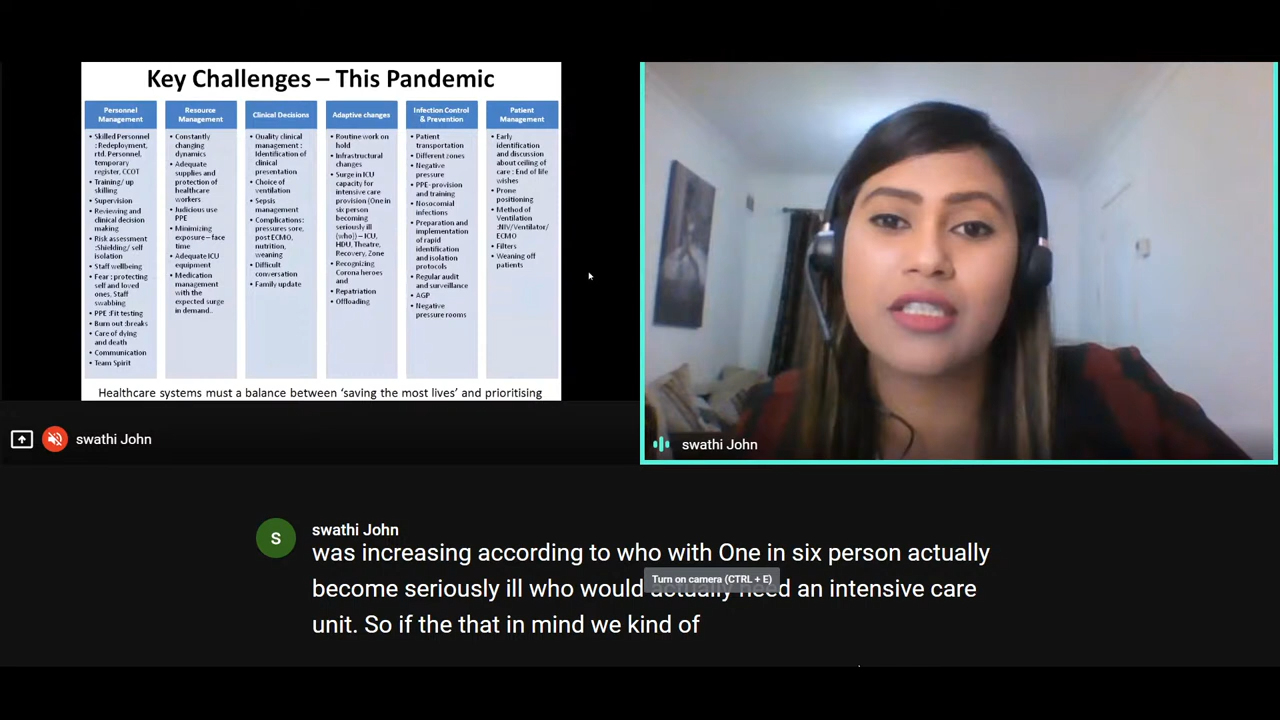 Key Challenges – This Pandemic
Personnel
Management
• Skilled Personnel
: Redeployment,
rtd, Personnel,
temporary
register, CCOT
• Training/ up
skilling
• Supervision
• Reviewing and
clinical decision
making
• Risk assessment
:Shielding/ self
isolation
• Staff wellbeing
• Fear : protecting
self and loved
ones, Staff
swabbing
• PPE :Fit testing
• Burn out :breaks
• Care of dying
and death
• Communication
• Team Spirit
Resource
Management
• Constantly
changing
dynamics
• Adequate
supplies and
protection of
healthcare
workers
• Judicious use
PPE
• Minimizing
exposure – face
time
• Adequate ICU
equipment
• Medication
management
with the
expected surge
in demand..
Clinical Decisions
• Quality clinical
management :
Identification of
clinical
presentation
• Choice of
ventilation
• Sepsis
management
• Complications:
pressures sore,
post ECMO,
nutrition,
weaning
• Difficult
conversation
• Family update
Adaptive changes
• Routine work on
hold
• Infrastructural
changes
• Surge in ICU
capacity for
intensive care
provision (One in
six person
becoming
seriously ill
(who)) – ICU,
HDU, Theatre,
Recovery, Zone
• Recognizing
Corona heroes
and
• Repatriation
• Offloading
Infection Control
& Prevention
• Patient
transportation
• Different zones
• Negative
pressure
• PPE-provision
and training
• Nosocomial
infections
• Preparation and
implementation
of rapid
identification
and isolation
protocols
• Regular audit
and surveillance
• AGP
• Negative
pressure rooms
Patient
Management
• Early
identification
and discussion
about ceiling of
care : End of life
wishes
• Prone
positioning
• Method of
Ventilation
:NIV/Ventilator/
ECMO
• Filters
• Weaning off
patients
Healthcare systems must a balance between ‘saving the most lives’ and prioritising
swathi John
swathi John
S
swathi John
was increasing according to who with One in six person actually
become seriously ill who would actually need an intensive care
Turn on camera (CTRL + E)
unit. So if the that in mind we kind of